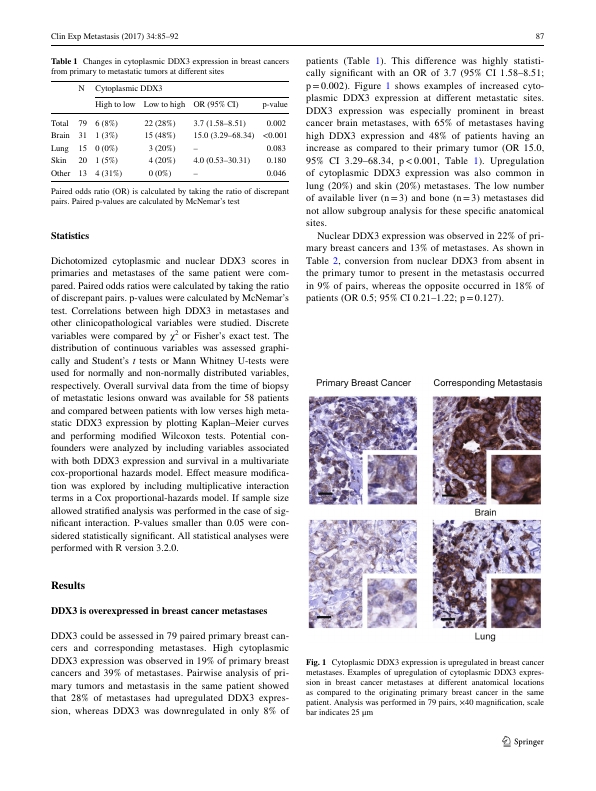 Clin Exp Metastasis (2017) 34:85–92
87
Table 1 Changes in cytoplasmic DDX3 expression in breast cancers
from primary to metastatic tumors at different sites
N Cytoplasmic DDX3
High to low Low to high OR (95% CI) p-value
Total 79 6 (8%) 22 (28%) 3.7 (1.58–8.51) 0.002
Brain 31 1 (3%) 15 (48%) 15.0 (3.29–68.34) <0.001
Lung 15 0 (0%) 3 (20%) – 0.083
Skin 20 1 (5%) 4 (20%) 4.0 (0.53–30.31) 0.180
Other 13 4 (31%) 0 (0%) – 0.046
Paired odds ratio (OR) is calculated by taking the ratio of discrepant
pairs. Paired p-values are calculated by McNemar's test
Statistics
Dichotomized cytoplasmic and nuclear DDX3 scores in
primaries and metastases of the same patient were com-
pared. Paired odds ratios were calculated by taking the ratio
of discrepant pairs. p-values were calculated by McNemar's
test. Correlations between high DDX3 in metastases and
other clinicopathological variables were studied. Discrete
variables were compared by χ² or Fisher's exact test. The
distribution of continuous variables was assessed graphi-
cally and Student's t tests or Mann Whitney U-tests were
used for normally and non-normally distributed variables,
respectively. Overall survival data from the time of biopsy
of metastatic lesions onward was available for 58 patients
and compared between patients with low verses high meta-
static DDX3 expression by plotting Kaplan–Meier curves
and performing modified Wilcoxon tests. Potential con-
founders were analyzed by including variables associated
with both DDX3 expression and survival in a multivariate
cox-proportional hazards model. Effect measure modifica-
tion was explored by including multiplicative interaction
terms in a Cox proportional-hazards model. If sample size
allowed stratified analysis was performed in the case of sig-
nificant interaction. P-values smaller than 0.05 were con-
sidered statistically significant. All statistical analyses were
performed with R version 3.2.0.
Results
DDX3 is overexpressed in breast cancer metastases
DDX3 could be assessed in 79 paired primary breast can-
cers and corresponding metastases. High cytoplasmic
DDX3 expression was observed in 19% of primary breast
cancers and 39% of metastases. Pairwise analysis of pri-
mary tumors and metastasis in the same patient showed
that 28% of metastases had upregulated DDX3 expres-
sion, whereas DDX3 was downregulated in only 8% of
patients (Table 1). This difference was highly statisti-
cally significant with an OR of 3.7 (95% CI 1.58–8.51;
p = 0.002). Figure 1 shows examples of increased cyto-
plasmic DDX3 expression at different metastatic sites.
DDX3 expression was especially prominent in breast
cancer brain metastases, with 65% of metastases having
high DDX3 expression and 48% of patients having an
increase as compared to their primary tumor (OR 15.0,
95% CI 3.29–68.34, p < 0.001, Table 1). Upregulation
of cytoplasmic DDX3 expression was also common in
lung (20%) and skin (20%) metastases. The low number
of available liver (n = 3) and bone (n = 3) metastases did
not allow subgroup analysis for these specific anatomical
sites.
Nuclear DDX3 expression was observed in 22% of pri-
mary breast cancers and 13% of metastases. As shown in
Table 2, conversion from nuclear DDX3 from absent in
the primary tumor to present in the metastasis occurred
in 9% of pairs, whereas the opposite occurred in 18% of
patients (OR 0.5; 95% CI 0.21–1.22; p = 0.127).
Primary Breast Cancer Corresponding Metastasis
Brain
Lung
Fig. 1 Cytoplasmic DDX3 expression is upregulated in breast cancer
metastases. Examples of upregulation of cytoplasmic DDX3 expres-
sion in breast cancer metastases at different anatomical locations
as compared to the originating primary breast cancer in the same
patient. Analysis was performed in 79 pairs, ×40 magnification, scale
bar indicates 25 µm
Springer